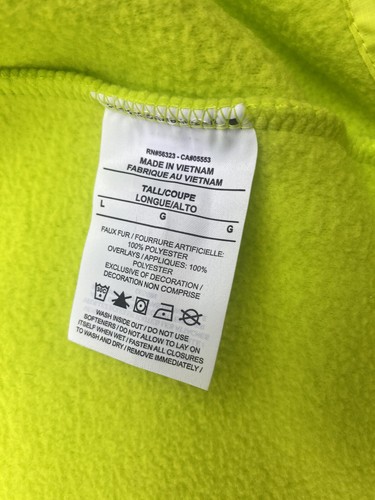 RN#56323 - CA#05553
MADE IN VIETNAM
FABRIQUE AU VIETNAM
TALL/COUPE
LONGUE/ALTO
L G G
FAUX FUR / FOURRURE ARTIFICIELLE:
100% POLYESTER
OVERLAYS / APPLIQUES: 100%
POLYESTER
EXCLUSIVE OF DECORATION /
DECORATION NON COMPRISE
WASH INSIDE OUT / DO NOT USE
SOFTENERS / DO NOT ALLOW TO LAY ON
ITSELF WHEN WET / FASTEN ALL CLOSURES
TO WASH AND DRY / REMOVE IMMEDIATELY /